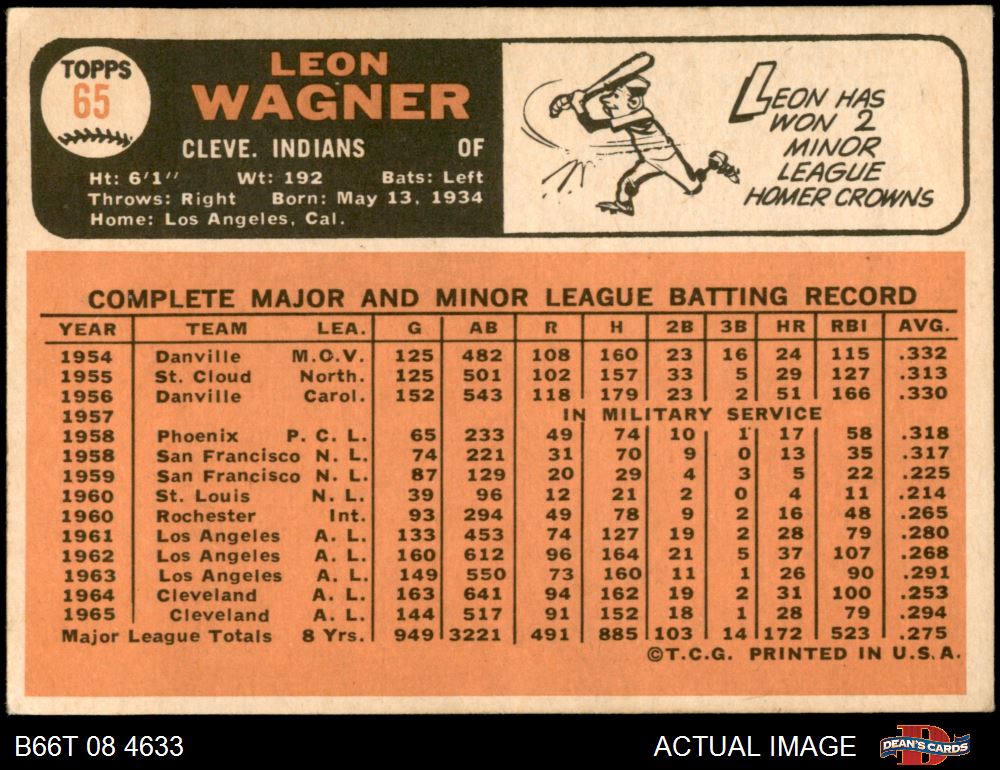 TOPPS
65
LEON
WAGNER
CLEVE. INDIANS OF
Ht: 6'1" Wt: 192 Bats: Left
Throws: Right Born: May 13, 1934
Home: Los Angeles, Cal.
LEON HAS
WON 2
MINOR
LEAGUE
HOMER CROWNS
COMPLETE MAJOR AND MINOR LEAGUE BATTING RECORD
YEAR TEAM LEA. G AB R H 2B 3B HR RBI AVG.
1954 Danville M.O.V. 125 482 108 160 23 16 24 115 .332
1955 St. Cloud North. 125 501 102 157 33 5 29 127 .313
1956 Danville Carol. 152 543 118 179 23 2 51 166 .330
1957 IN MILITARY SERVICE
1958 Phoenix P. C. L. 65 233 49 74 10 1 17 58 .318
1958 San Francisco N. L. 74 221 31 70 9 0 13 35 .317
1959 San Francisco N. L. 87 129 20 29 4 3 5 22 .225
1960 St. Louis N. L. 39 96 12 21 2 0 4 11 .214
1960 Rochester Int. 93 294 49 78 9 2 16 48 .265
1961 Los Angeles A. L. 133 453 74 127 19 2 28 79 .280
1962 Los Angeles A. L. 160 612 96 164 21 5 37 107 .268
1963 Los Angeles A. L. 149 550 73 160 11 1 26 90 .291
1964 Cleveland A. L. 163 641 94 162 19 2 31 100 .253
1965 Cleveland A. L. 144 517 91 152 18 1 28 79 .294
Major League Totals 8 Yrs. 949 3221 491 885 103 14 172 523 .275
©T.C.G. PRINTED IN U.S.A.
B66T 08 4633 ACTUAL IMAGE DEAN'S CARDS